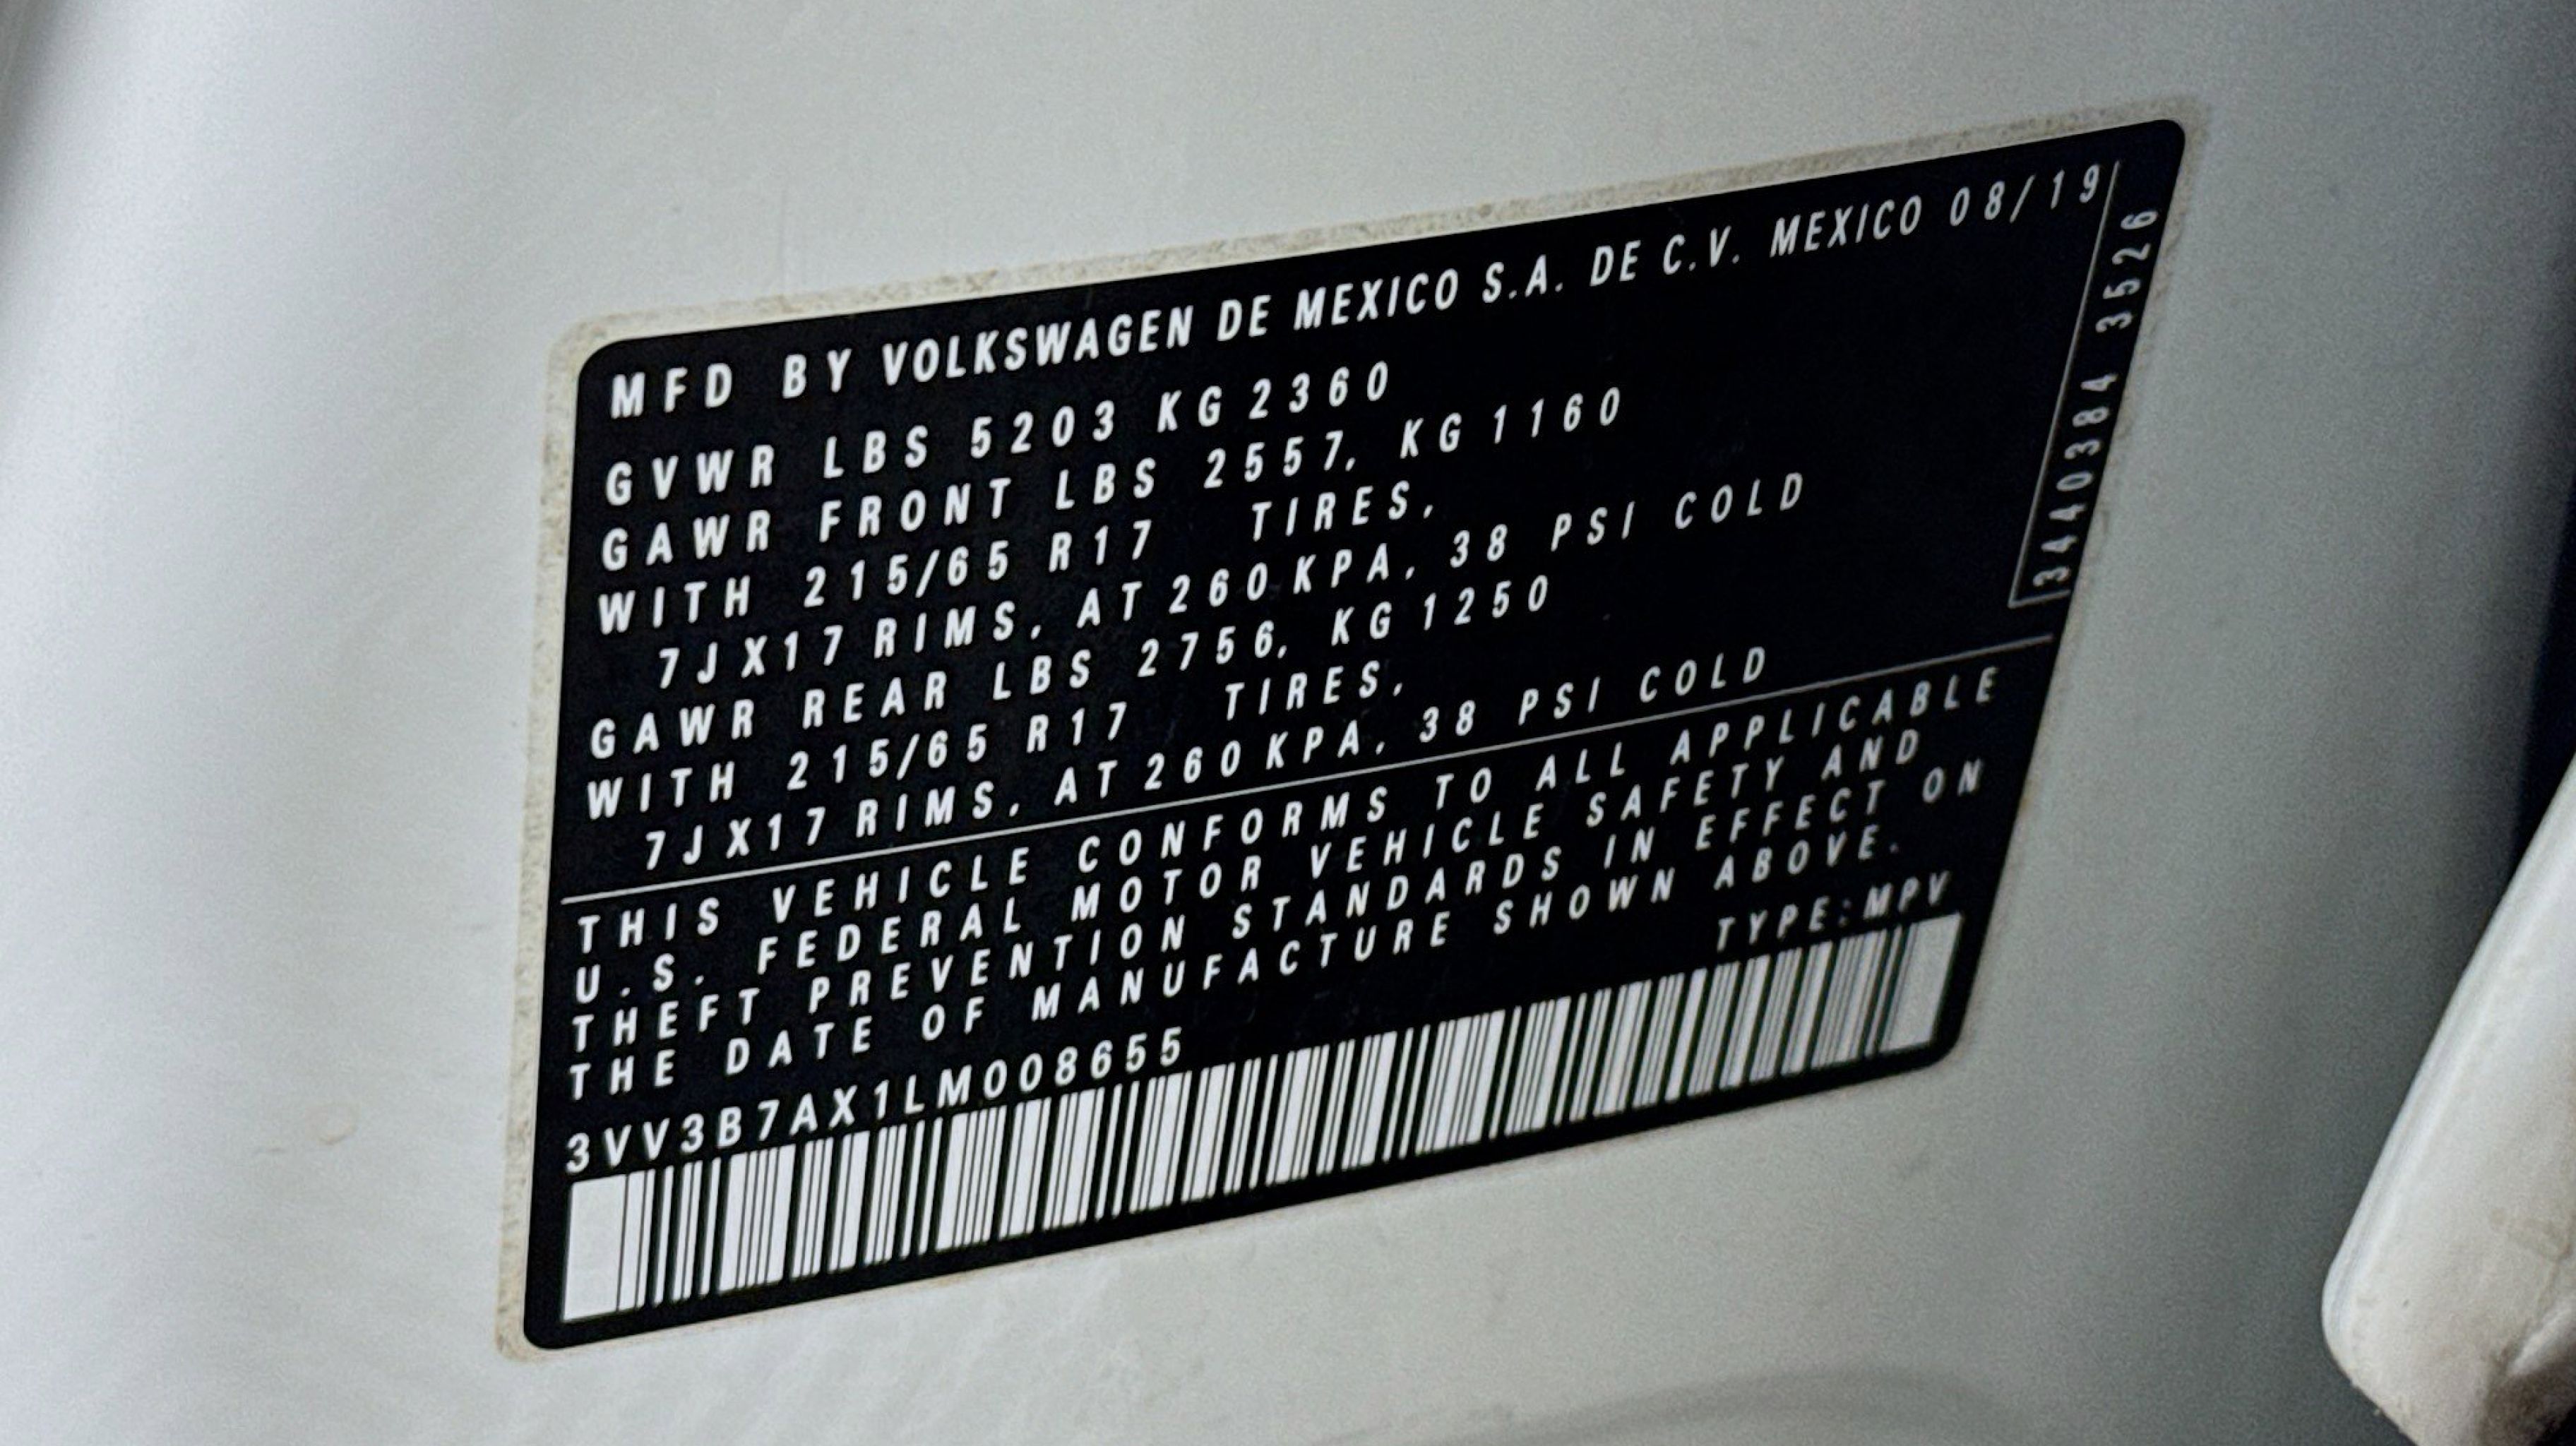 MFD BY VOLKSWAGEN DE MEXICO S.A. DE C.V. MEXICO 08/19
GVWR LBS 5203 KG 2360
GAWR FRONT LBS 2557, KG 1160
WITH 215/65 R17 TIRES,
7JX17 RIMS, AT 260 KPA, 38 PSI COLD
GAWR REAR LBS 2756, KG 1250
WITH 215/65 R17 TIRES,
7JX17 RIMS, AT 260 KPA, 38 PSI COLD
THIS VEHICLE CONFORMS TO ALL APPLICABLE
U.S. FEDERAL MOTOR VEHICLE SAFETY AND
THEFT PREVENTION STANDARDS IN EFFECT ON
THE DATE OF MANUFACTURE SHOWN ABOVE.
3VV3B7AX1LM008655 TYPE:MPV
3440384 3526